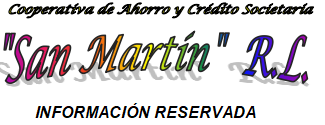 Cooperativa de Ahorro y Crédito Societaria
"San Martín" R.L.
INFORMACIÓN RESERVADA